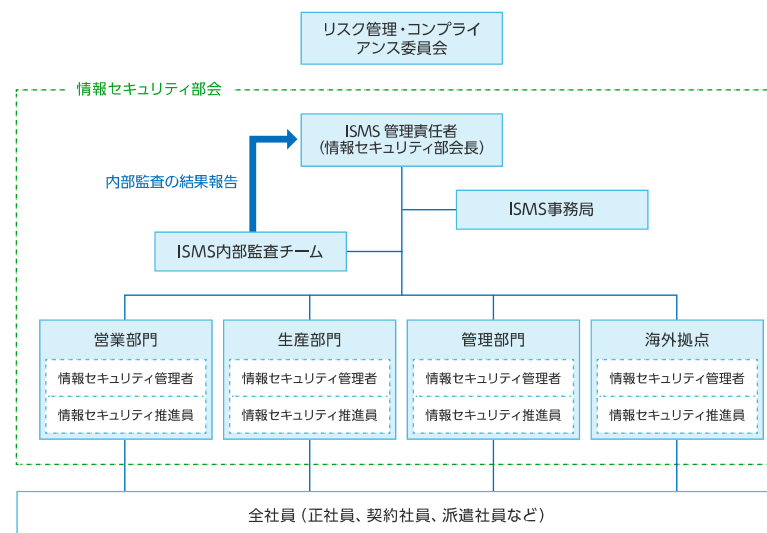 リスク管理・コンプライ
アンス委員会
情報セキュリティ部会
ISMS 管理責任者
（情報セキュリティ部会長）
内部監査の結果報告
ISMS事務局
ISMS内部監査チーム
営業部門
生産部門
管理部門
海外拠点
情報セキュリティ管理者
情報セキュリティ管理者
情報セキュリティ管理者
情報セキュリティ管理者
情報セキュリティ推進員
情報セキュリティ推進員
情報セキュリティ推進員
情報セキュリティ推進員
全社員（正社員、契約社員、派遣社員など）